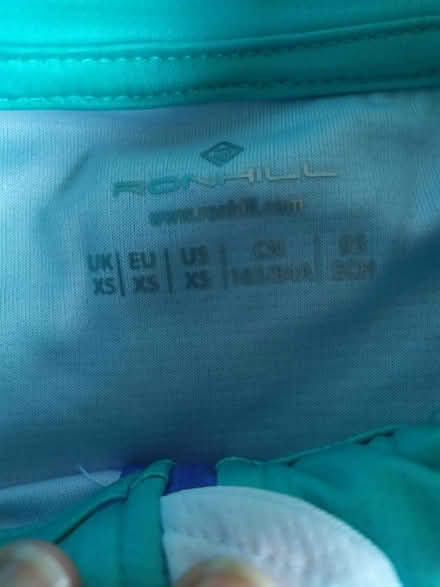 RONHILL
www.ronhill.com
UK | EU | US | CN
XS | XS | XS